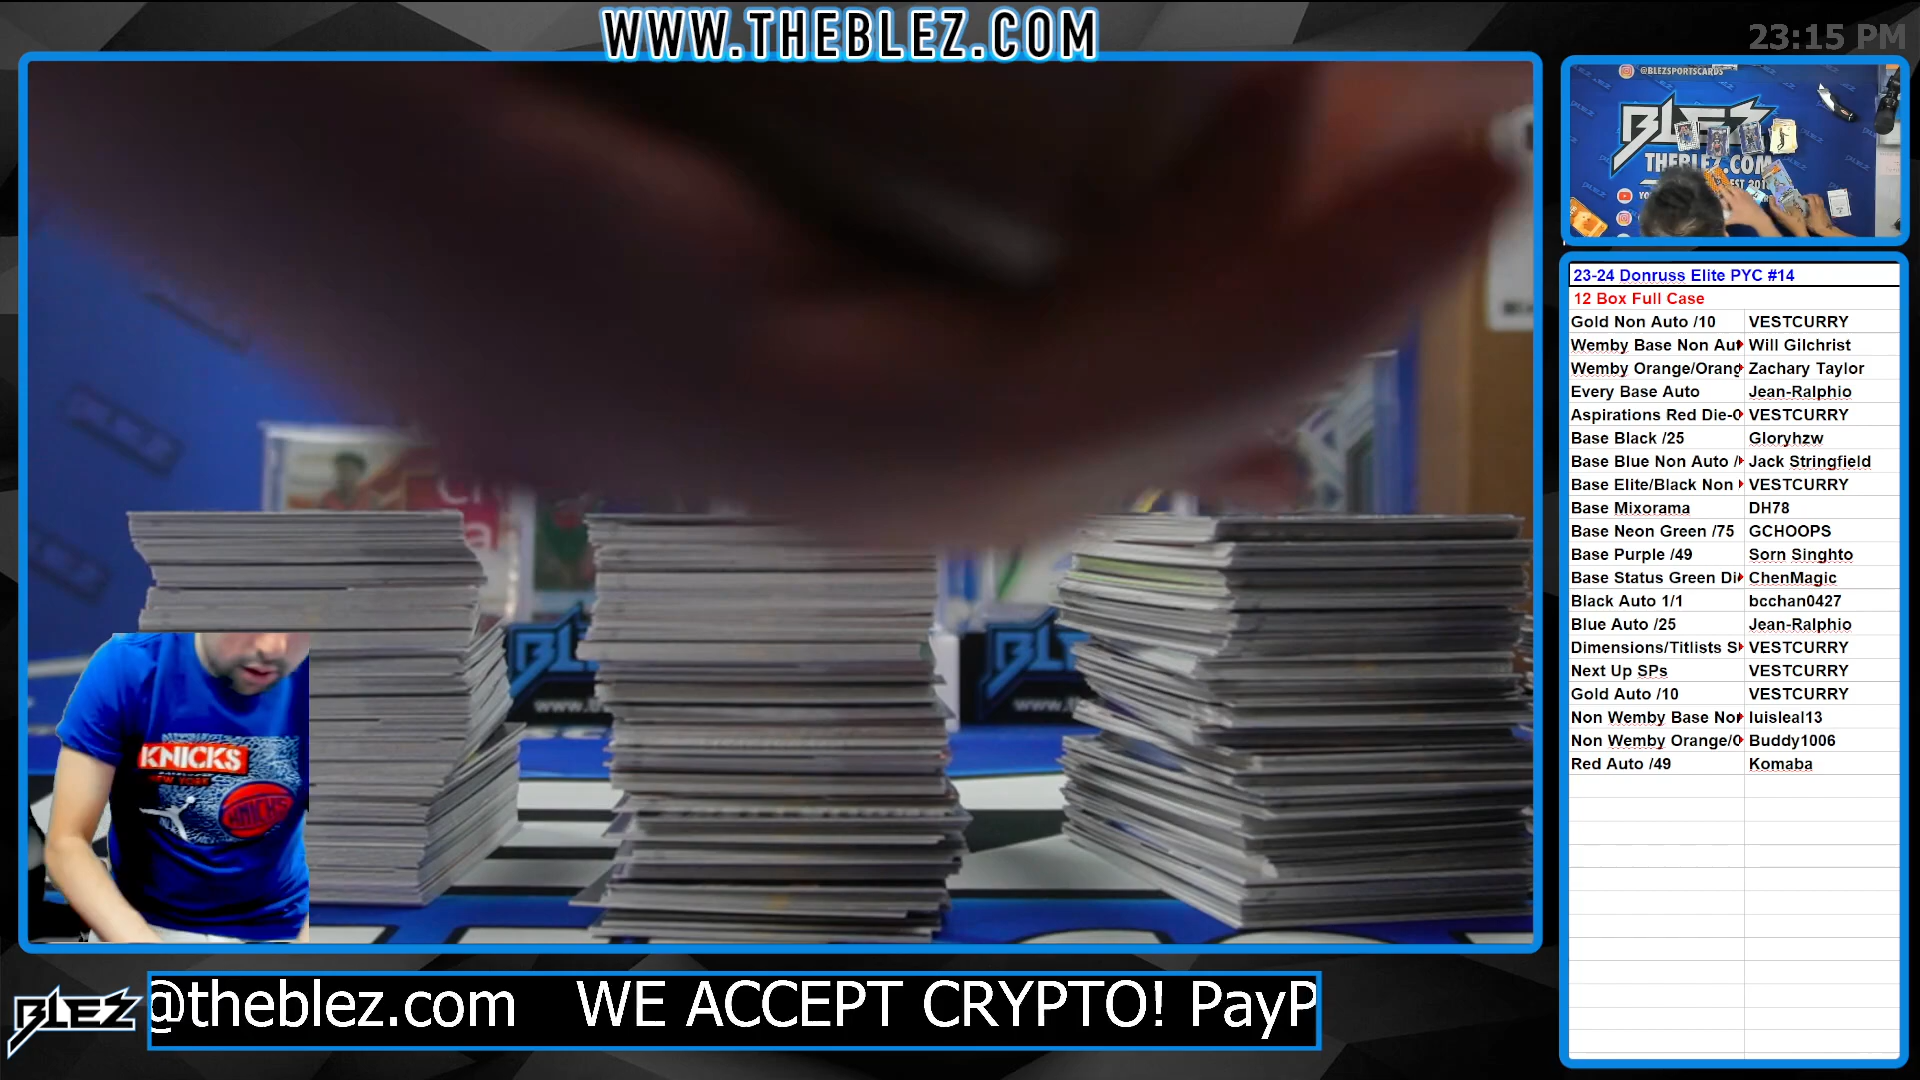 WWW.THEBLEZ.COM
23:15 PM
@BLEZSPORTSCARDS
BLEZ
THEBLEZ.COM
23-24 Donruss Elite PYC #14
12 Box Full Case
Gold Non Auto /10 VESTCURRY
Wemby Base Non Au Will Gilchrist
Wemby Orange/Orang Zachary Taylor
Every Base Auto Jean-Ralphio
Aspirations Red Die-C VESTCURRY
Base Black /25 Gloryhzw
Base Blue Non Auto / Jack Stringfield
Base Elite/Black Non VESTCURRY
Base Mixorama DH78
Base Neon Green /75 GCHOOPS
Base Purple /49 Sorn Singhto
Base Status Green Di ChenMagic
Black Auto 1/1 bcchan0427
Blue Auto /25 Jean-Ralphio
Dimensions/Titlists S VESTCURRY
Next Up SPs VESTCURRY
Gold Auto /10 VESTCURRY
Non Wemby Base No luisleal13
Non Wemby Orange/O Buddy1006
Red Auto /49 Komaba
KNICKS
NEW YORK
KNICKS
BLEZ
@theblez.com WE ACCEPT CRYPTO! PayP